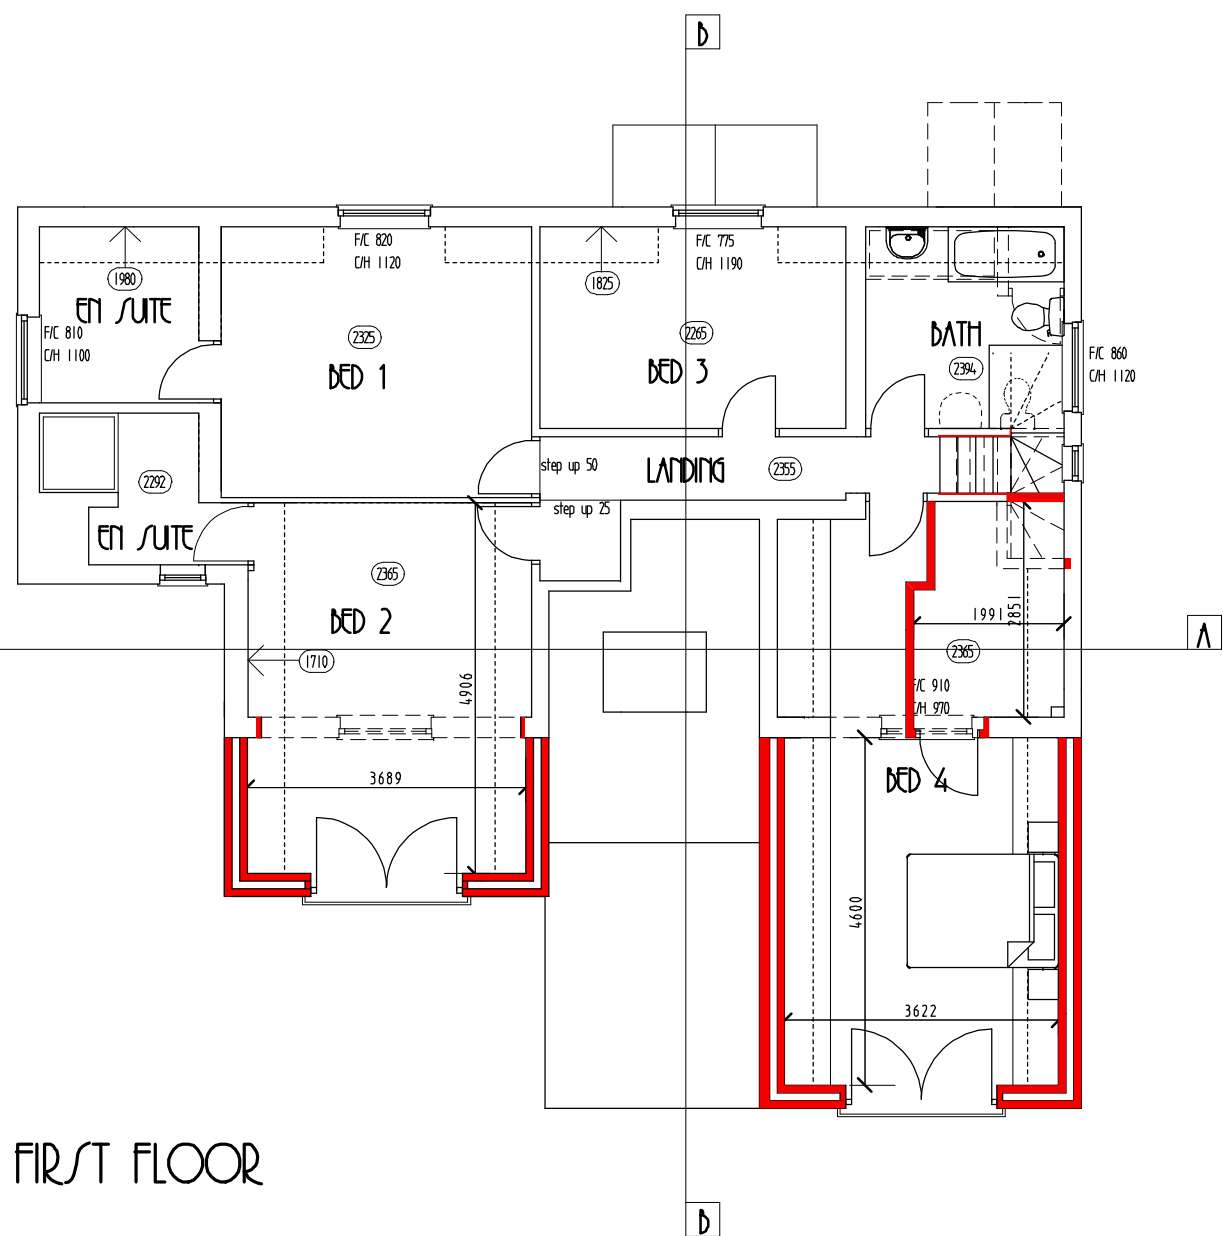 B
F/C 820
C/H 1120
F/C 775
C/H 1190
1980
1825
EN SUITE
F/C 810
C/H 1100
2325
BED 1
2265
BED 3
BATH
2394
F/C 860
C/H 1120
step up 50
LANDING
2355
2292
step up 25
EN SUITE
2365
BED 2
1991
2851
1710
2365
A
4906
F/C 910
C/H 970
3689
BED 4
4600
3622
FIRST FLOOR
B